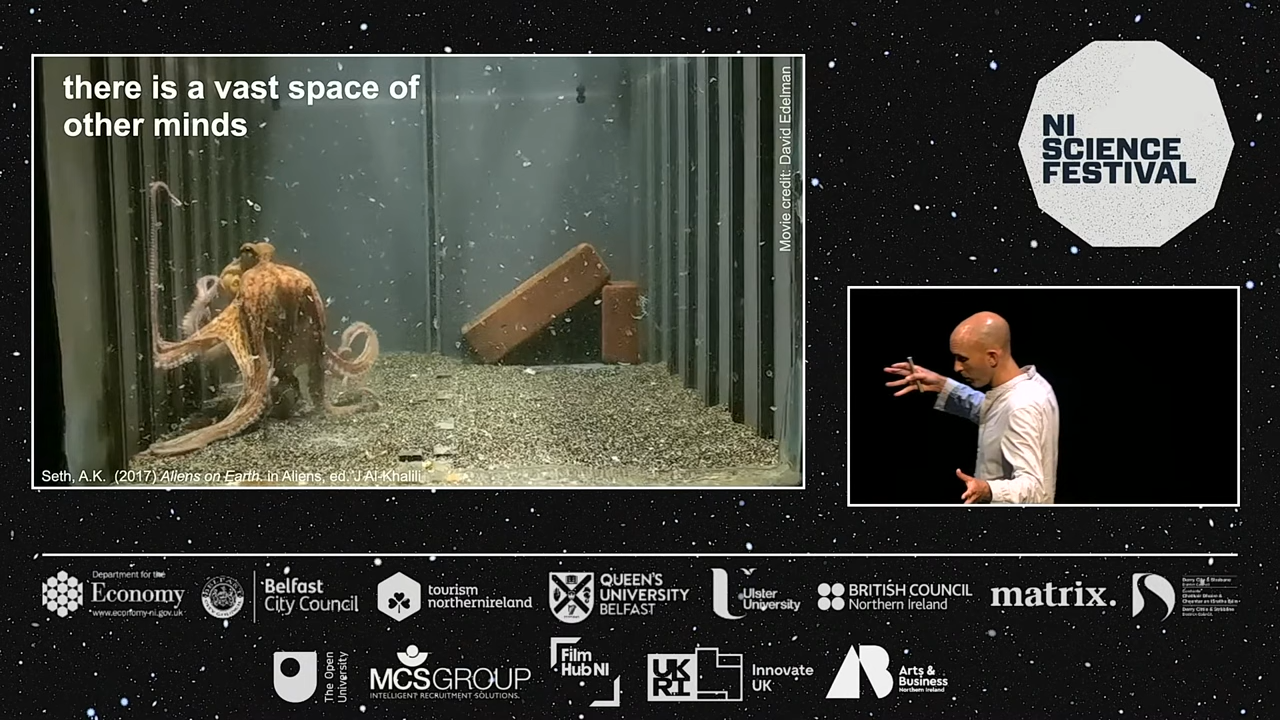 there is a vast space of
other minds
Movie credit: David Edelman
Seth, A.K. (2017) Aliens on Earth. in Aliens, ed. J Al-Khalili
NI
SCIENCE
FESTIVAL
Department for the
Economy
www.economy-ni.gov.uk
Belfast
City Council
tourism
northernireland
QUEEN'S
UNIVERSITY
BELFAST
Ulster
University
BRITISH COUNCIL
Northern Ireland
matrix.
The Open
University
MCSGROUP
INTELLIGENT RECRUITMENT SOLUTIONS.
Film
Hub NI
UK
RI
Innovate
UK
AB
Arts &
Business
Northern Ireland